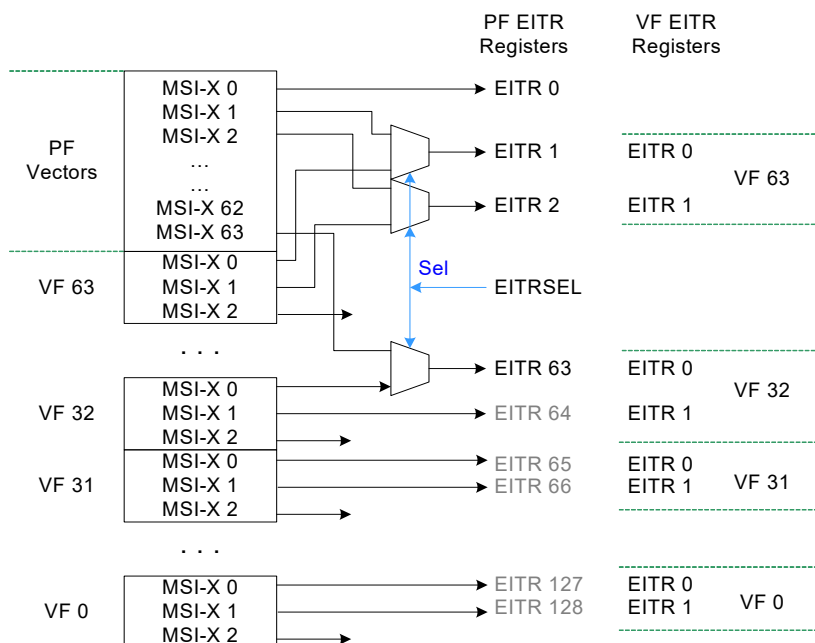 PF EITR
Registers
VF EITR
Registers
PF
Vectors
MSI-X 0
MSI-X 1
MSI-X 2
...
...
MSI-X 62
MSI-X 63
EITR 0
EITR 1
EITR 2
EITR 0
EITR 1
VF 63
VF 63
MSI-X 0
MSI-X 1
MSI-X 2
Sel
EITRSEL
. . .
VF 32
MSI-X 0
MSI-X 1
MSI-X 2
EITR 63
EITR 64
EITR 0
EITR 1
VF 32
VF 31
MSI-X 0
MSI-X 1
MSI-X 2
EITR 65
EITR 66
EITR 0
EITR 1
VF 31
. . .
VF 0
MSI-X 0
MSI-X 1
MSI-X 2
EITR 127
EITR 128
EITR 0
EITR 1
VF 0